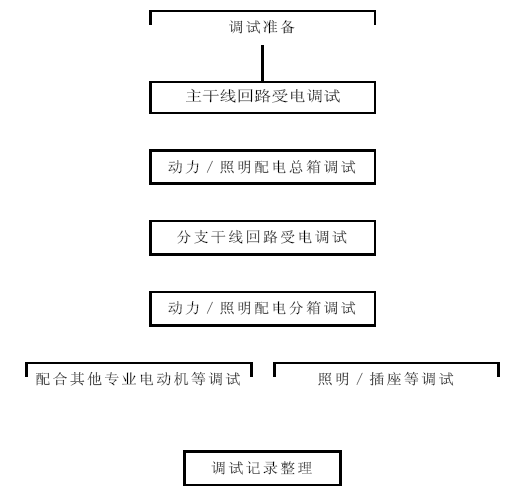 调试准备
主干线回路受电调试
动力/照明配电总箱调试
分支干线回路受电调试
动力/照明配电分箱调试
配合其他专业电动机等调试
照明/插座等调试
调试记录整理